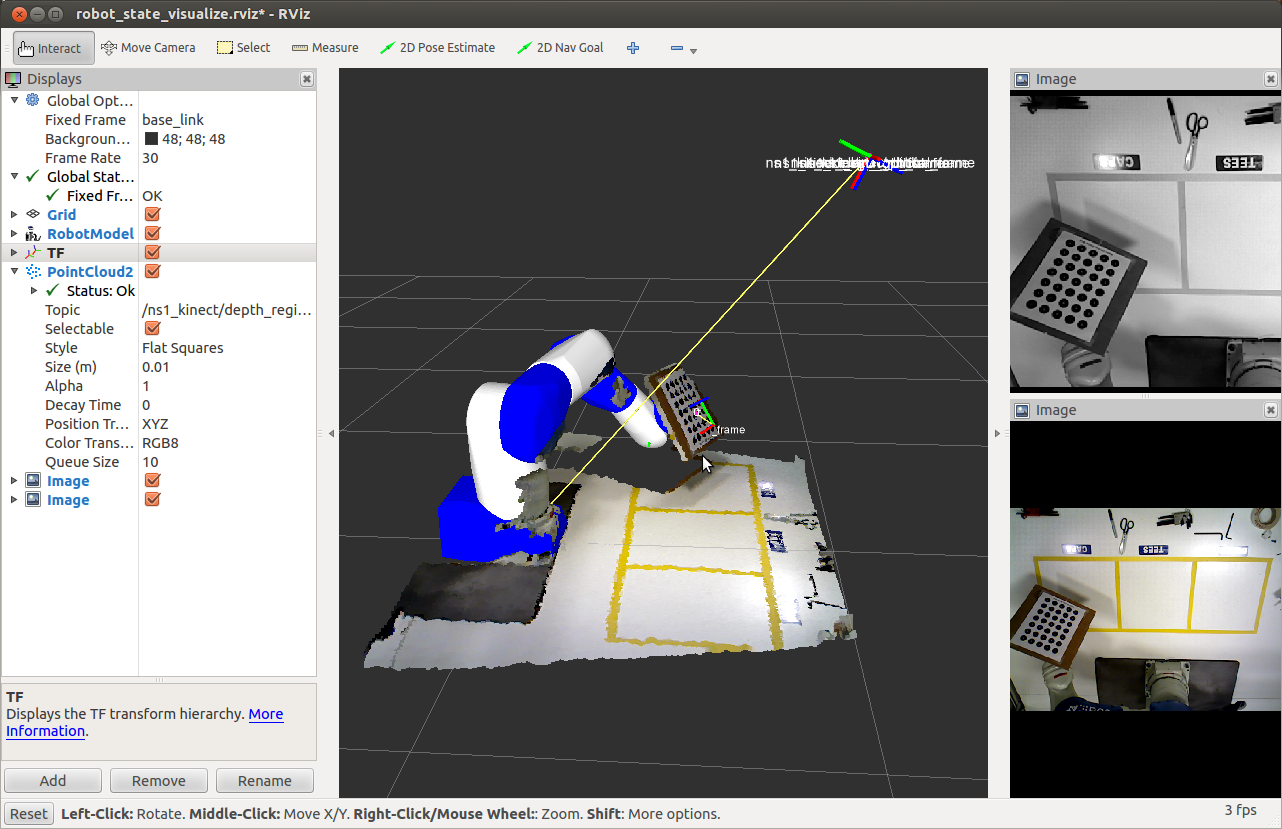 robot_state_visualize.rviz* - RViz
Interact Move Camera Select Measure 2D Pose Estimate 2D Nav Goal
Displays
Global Opt...
Fixed Frame base_link
Backgroun... 48; 48; 48
Frame Rate 30
Global Stat...
Fixed Fr... OK
Grid
RobotModel
TF
PointCloud2
Status: Ok
Topic /ns1_kinect/depth_regi...
Selectable
Style Flat Squares
Size (m) 0.01
Alpha 1
Decay Time 0
Position Tr... XYZ
Color Trans... RGB8
Queue Size 10
Image
Image
TF
Displays the TF transform hierarchy. More
Information.
Add Remove Rename
frame
Image
CAPS
TEES
Image
CAPS
TEES
Reset Left-Click: Rotate. Middle-Click: Move X/Y. Right-Click/Mouse Wheel:: Zoom. Shift: More options.
3 fps